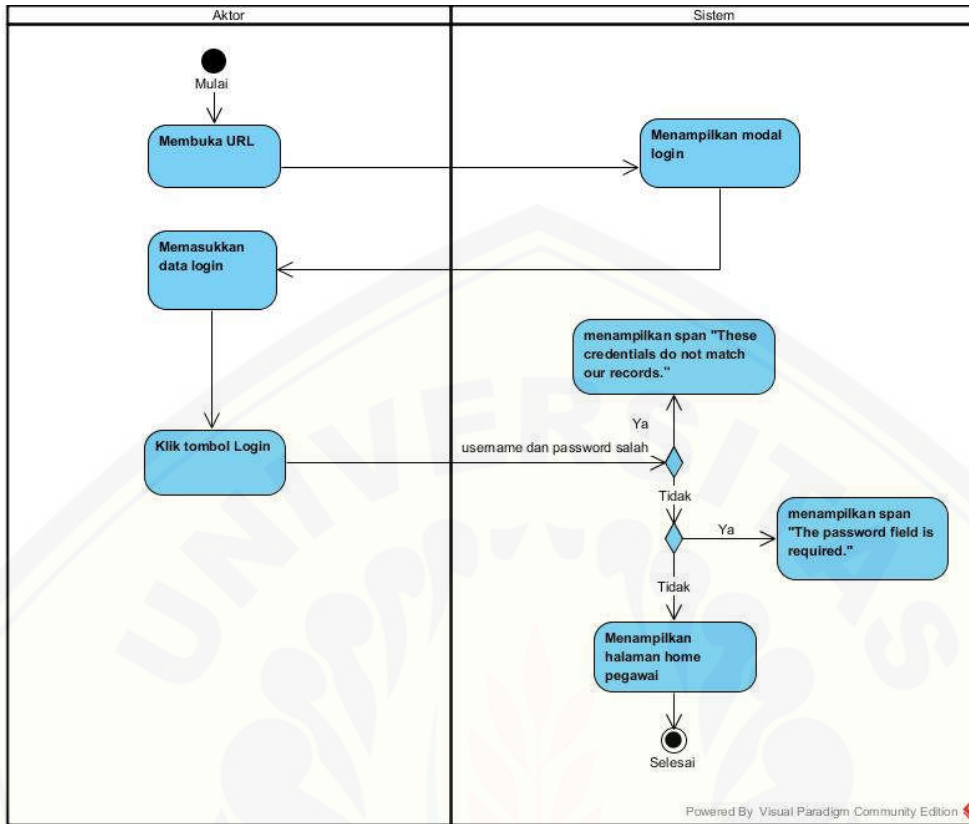 Aktor
Sistem
Mulai
Membuka URL
Menampilkan modal
login
Memasukkan
data login
menampilkan span "These
credentials do not match
our records."
Ya
Klik tombol Login
username dan password salah
Tidak
menampilkan span
"The password field is
required."
Ya
Tidak
Menampilkan
halaman home
pegawai
Selesai
UNIVERSITAS
Powered By Visual Paradigm Community Edition